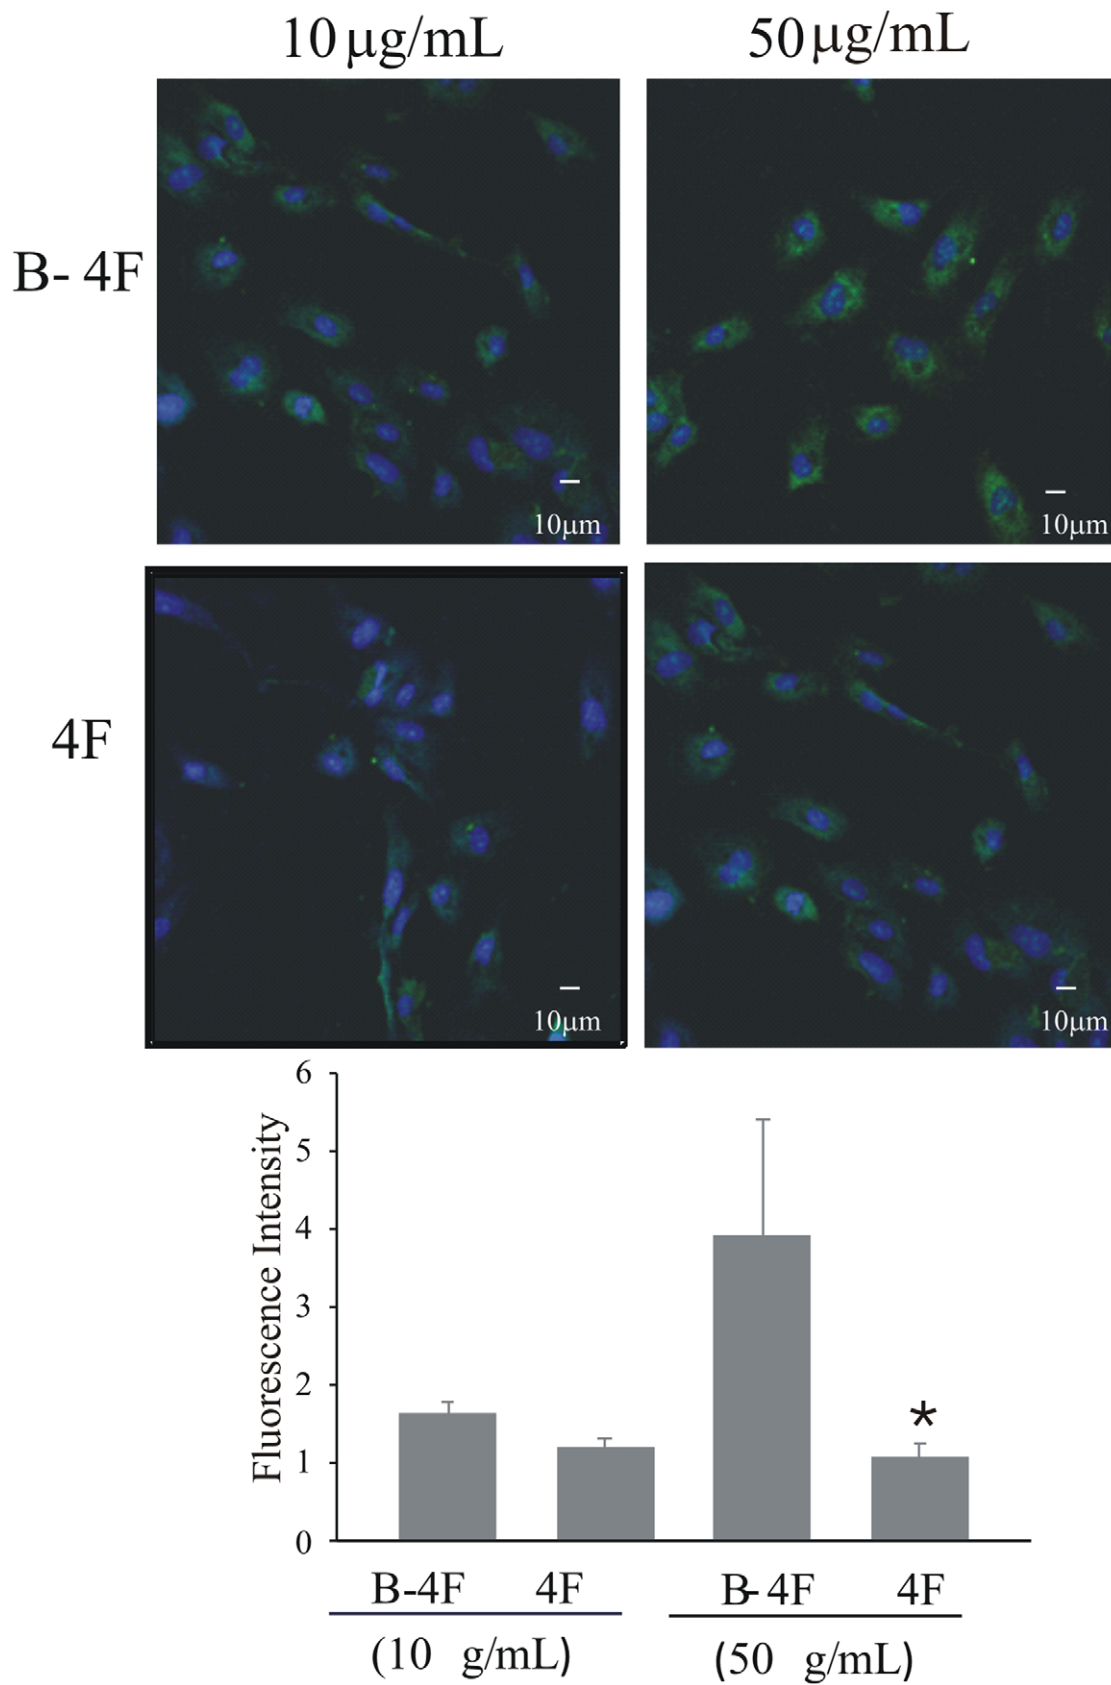 10 μg/mL 50 μg/mL
B- 4F
10μm 10μm
4F
10μm 10μm
Fluorescence Intensity
6
5
4
3
2
1
0
*
B-4F 4F B- 4F 4F
(10 g/mL) (50 g/mL)